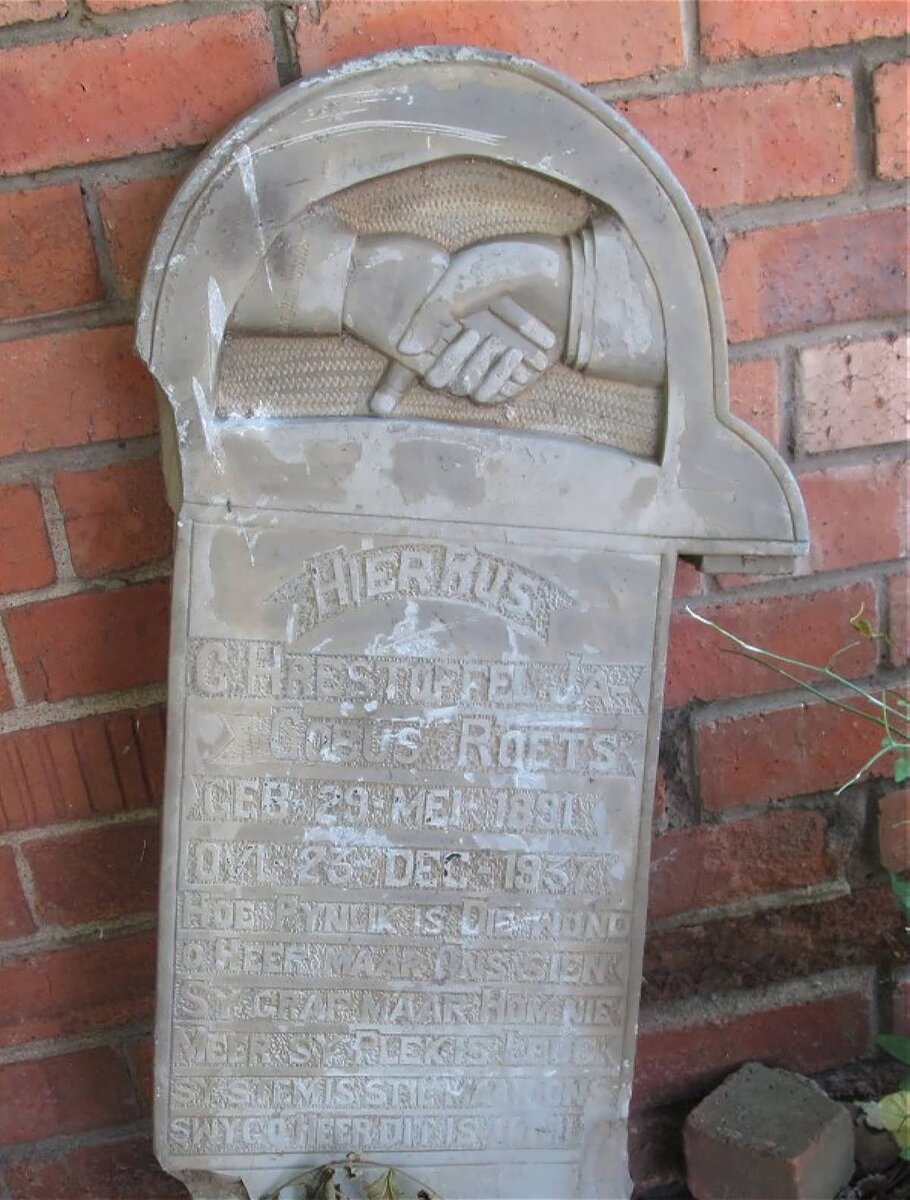 HIER RUS
CHRESTOFFEL JA-
COBUS ROETS
GEB. 29 MEI 1891
OVL 23 DEC 1937
HOE PYNLIK IS DIE WOND
O HEER MAAR ONS SIEN
SY GRAF MAAR HOM NIE
MEER SY PLEK IS LEEG
SY STEM IS STIL MAAR ONS
SWYG O HEER DIT IS